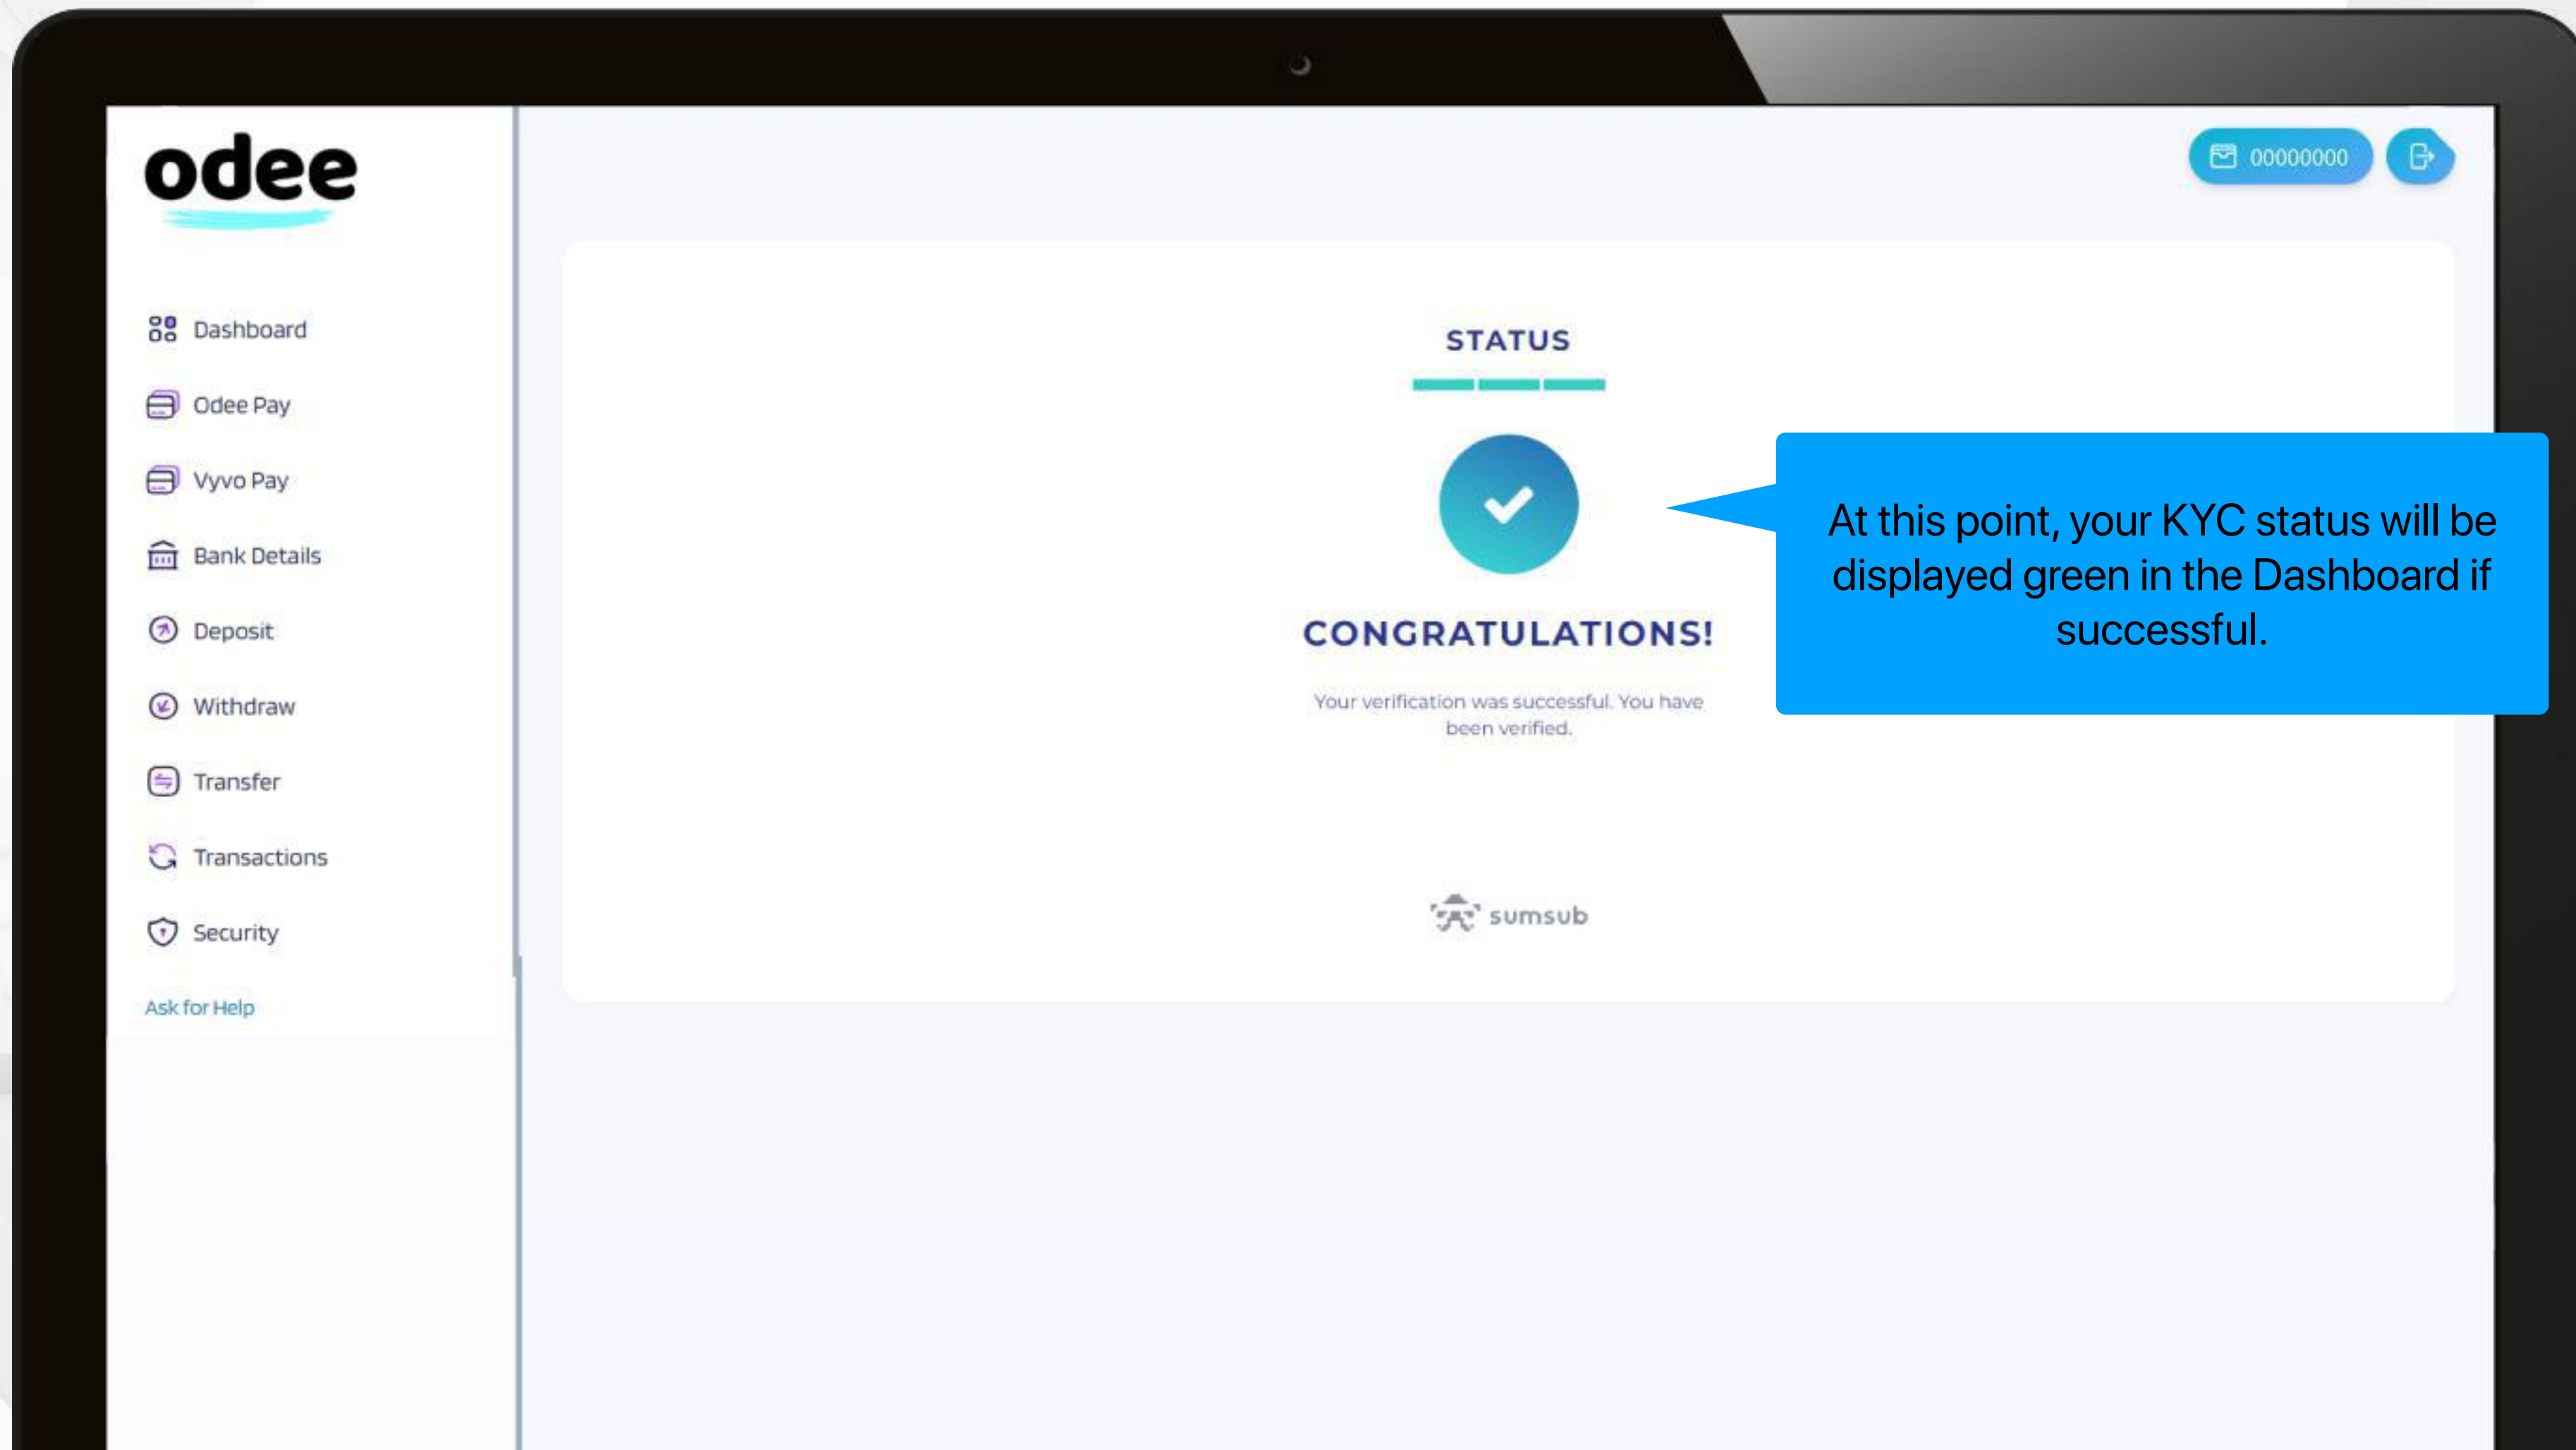 odee
00000000
Dashboard
Odee Pay
Vyvo Pay
Bank Details
Deposit
Withdraw
Transfer
Transactions
Security
Ask for Help
STATUS
CONGRATULATIONS!
Your verification was successful. You have
been verified.
sumsub
At this point, your KYC status will be
displayed green in the Dashboard if
successful.